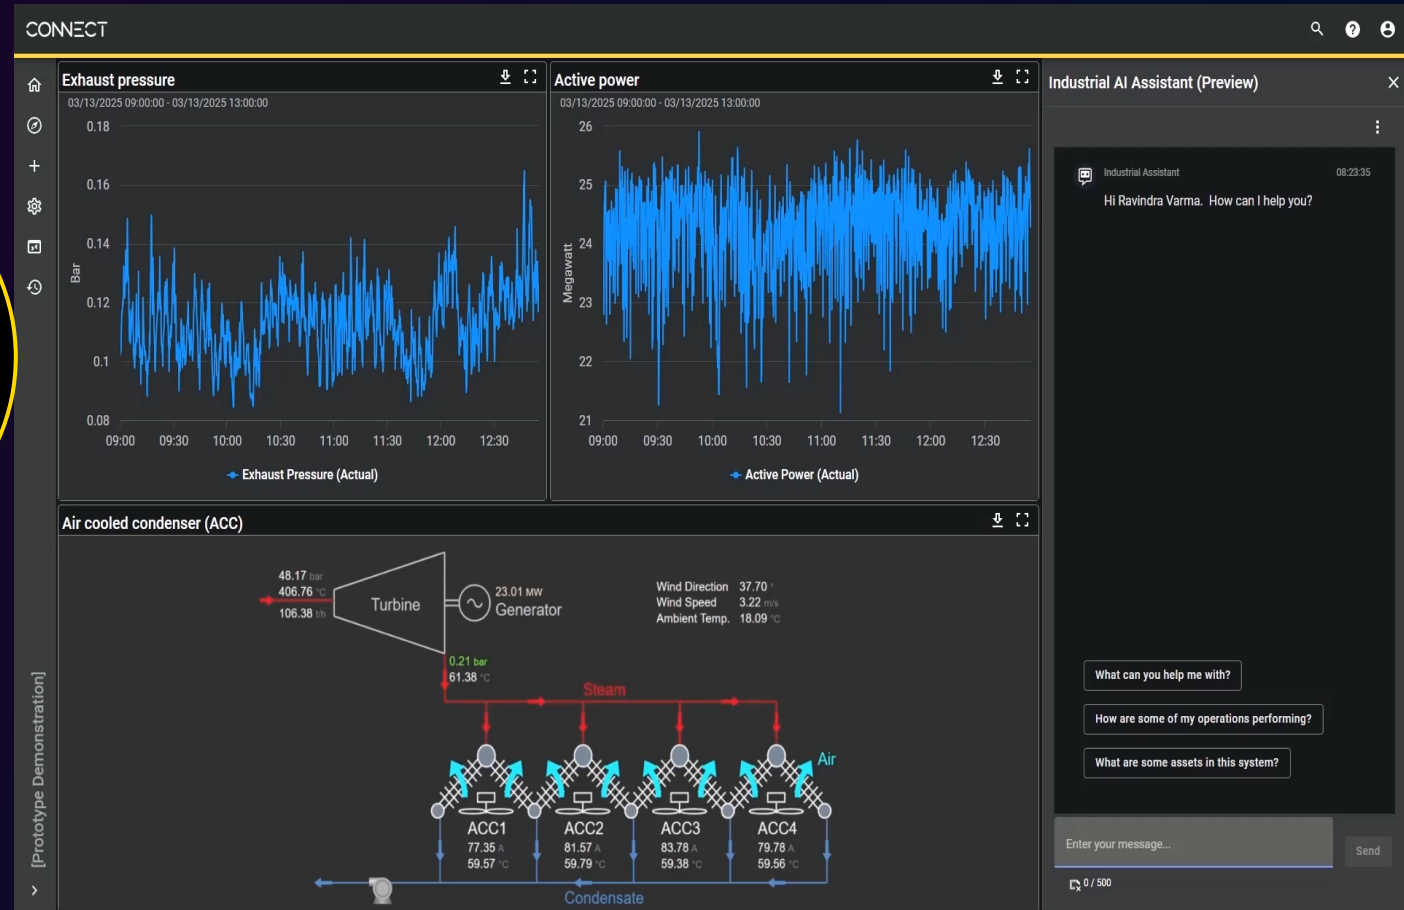 CONNECT
Exhaust pressure
03/13/2025 09:00:00 - 03/13/2025 13:00:00
0.18
0.16
0.14
0.12
0.1
0.08
Bar
09:00 09:30 10:00 10:30 11:00 11:30 12:00 12:30
Exhaust Pressure (Actual)
Active power
03/13/2025 09:00:00 - 03/13/2025 13:00:00
26
25
24
23
22
21
Megawatt
09:00 09:30 10:00 10:30 11:00 11:30 12:00 12:30
Active Power (Actual)
Air cooled condenser (ACC)
48.17 bar
406.76 °C
106.38 t/h
Turbine
23.01 MW
Generator
Wind Direction 37.70 °
Wind Speed 3.22 m/s
Ambient Temp. 18.09 °C
0.21 bar
61.38 °C
Steam
Air
ACC1
77.35 A
59.57 °C
ACC2
81.57 A
59.79 °C
ACC3
83.78 A
59.38 °C
ACC4
79.78 A
59.56 °C
Condensate
[Prototype Demonstration]
Industrial AI Assistant (Preview)
Industrial Assistant 08:23:35
Hi Ravindra Varma. How can I help you?
What can you help me with?
How are some of my operations performing?
What are some assets in this system?
Enter your message...
Send
0 / 500